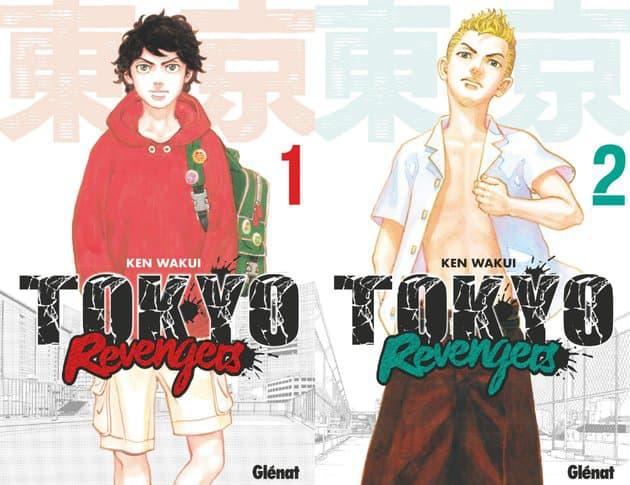 東京
1
KEN WAKUI
TOKYO
Revengers
Glénat
東京
2
KEN WAKUI
TOKYO
Revengers
Glénat